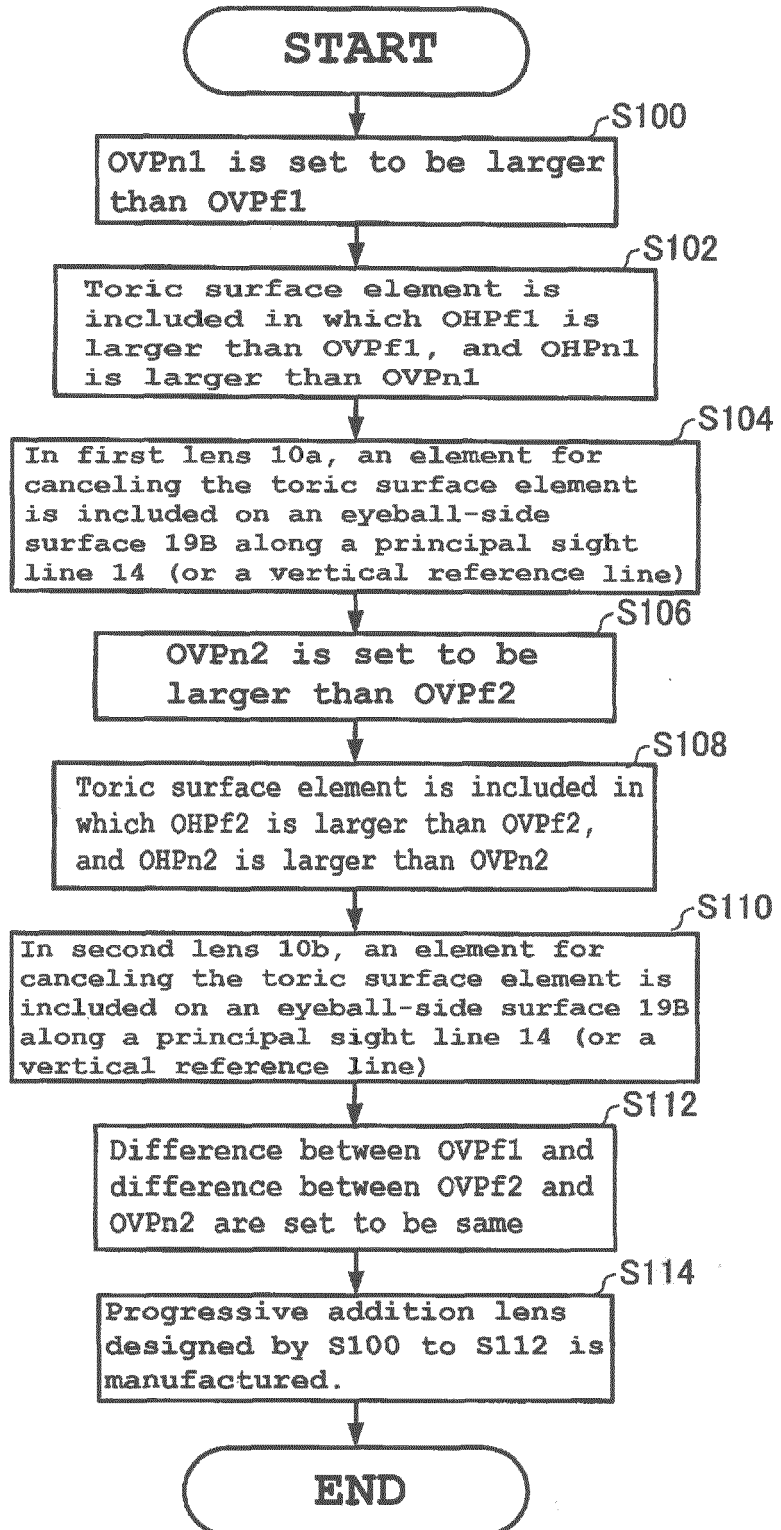 START
S100
OVPn1 is set to be larger
than OVPf1
S102
Toric surface element is
included in which OHPf1 is
larger than OVPf1, and OHPn1
is larger than OVPn1
S104
In first lens 10a, an element for
canceling the toric surface element
is included on an eyeball-side
surface 19B along a principal sight
line 14 (or a vertical reference line)
S106
OVPn2 is set to be
larger than OVPf2
S108
Toric surface element is included in
which OHPf2 is larger than OVPf2,
and OHPn2 is larger than OVPn2
S110
In second lens 10b, an element for
canceling the toric surface element is
included on an eyeball-side surface 19B
along a principal sight line 14 (or a
vertical reference line)
S112
Difference between OVPf1 and
difference between OVPf2 and
OVPn2 are set to be same
S114
Progressive addition lens
designed by S100 to S112 is
manufactured.
END